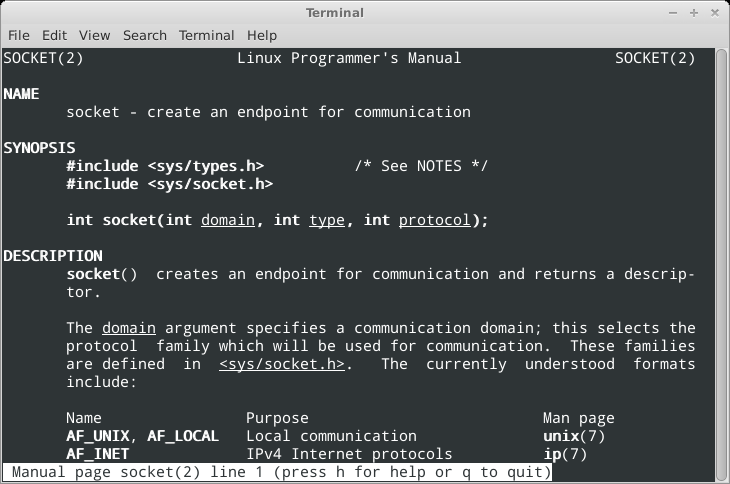 Terminal
File Edit View Search Terminal Help
SOCKET(2) Linux Programmer's Manual SOCKET(2)
NAME
socket - create an endpoint for communication
SYNOPSIS
#include <sys/types.h> /* See NOTES */
#include <sys/socket.h>
int socket(int domain, int type, int protocol);
DESCRIPTION
socket() creates an endpoint for communication and returns a descrip-
tor.
The domain argument specifies a communication domain; this selects the
protocol family which will be used for communication. These families
are defined in <sys/socket.h>. The currently understood formats
include:
Name Purpose Man page
AF_UNIX, AF_LOCAL Local communication unix(7)
AF_INET IPv4 Internet protocols ip(7)
Manual page socket(2) line 1 (press h for help or q to quit)